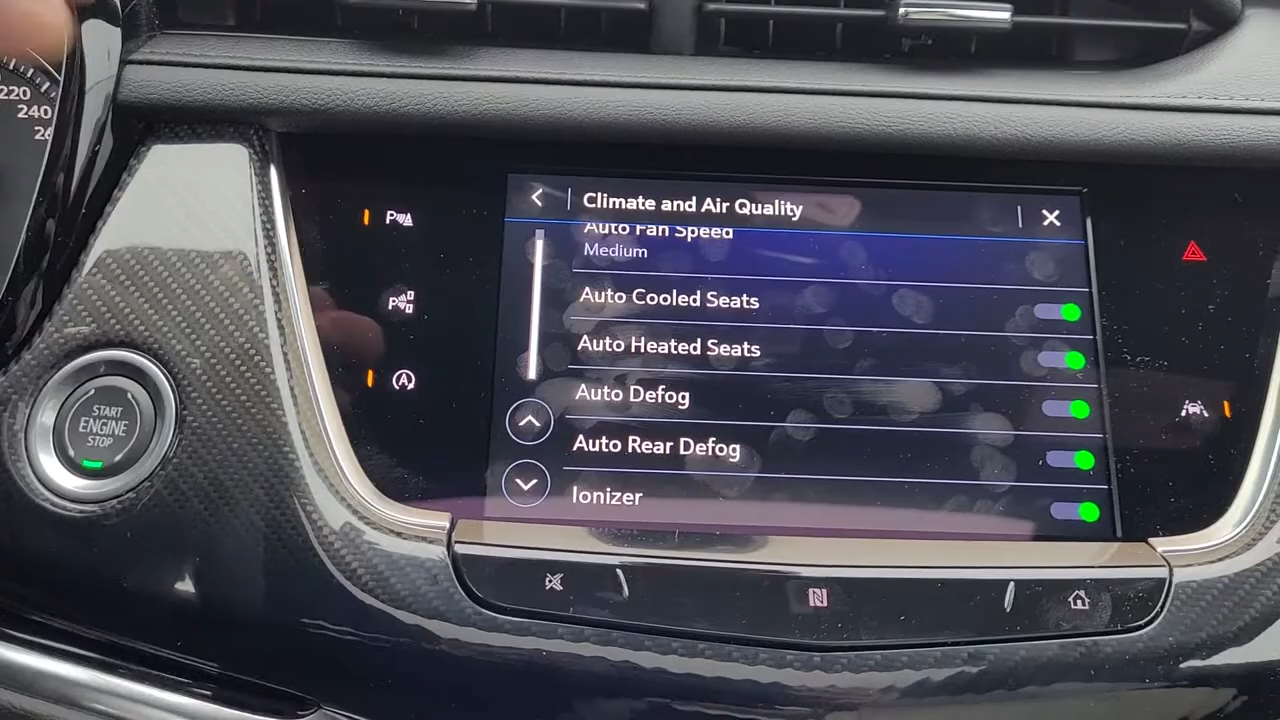 220
240
26
P
P
A
START
ENGINE
STOP
Climate and Air Quality
Auto Fan Speed
Medium
Auto Cooled Seats
Auto Heated Seats
Auto Defog
Auto Rear Defog
Ionizer